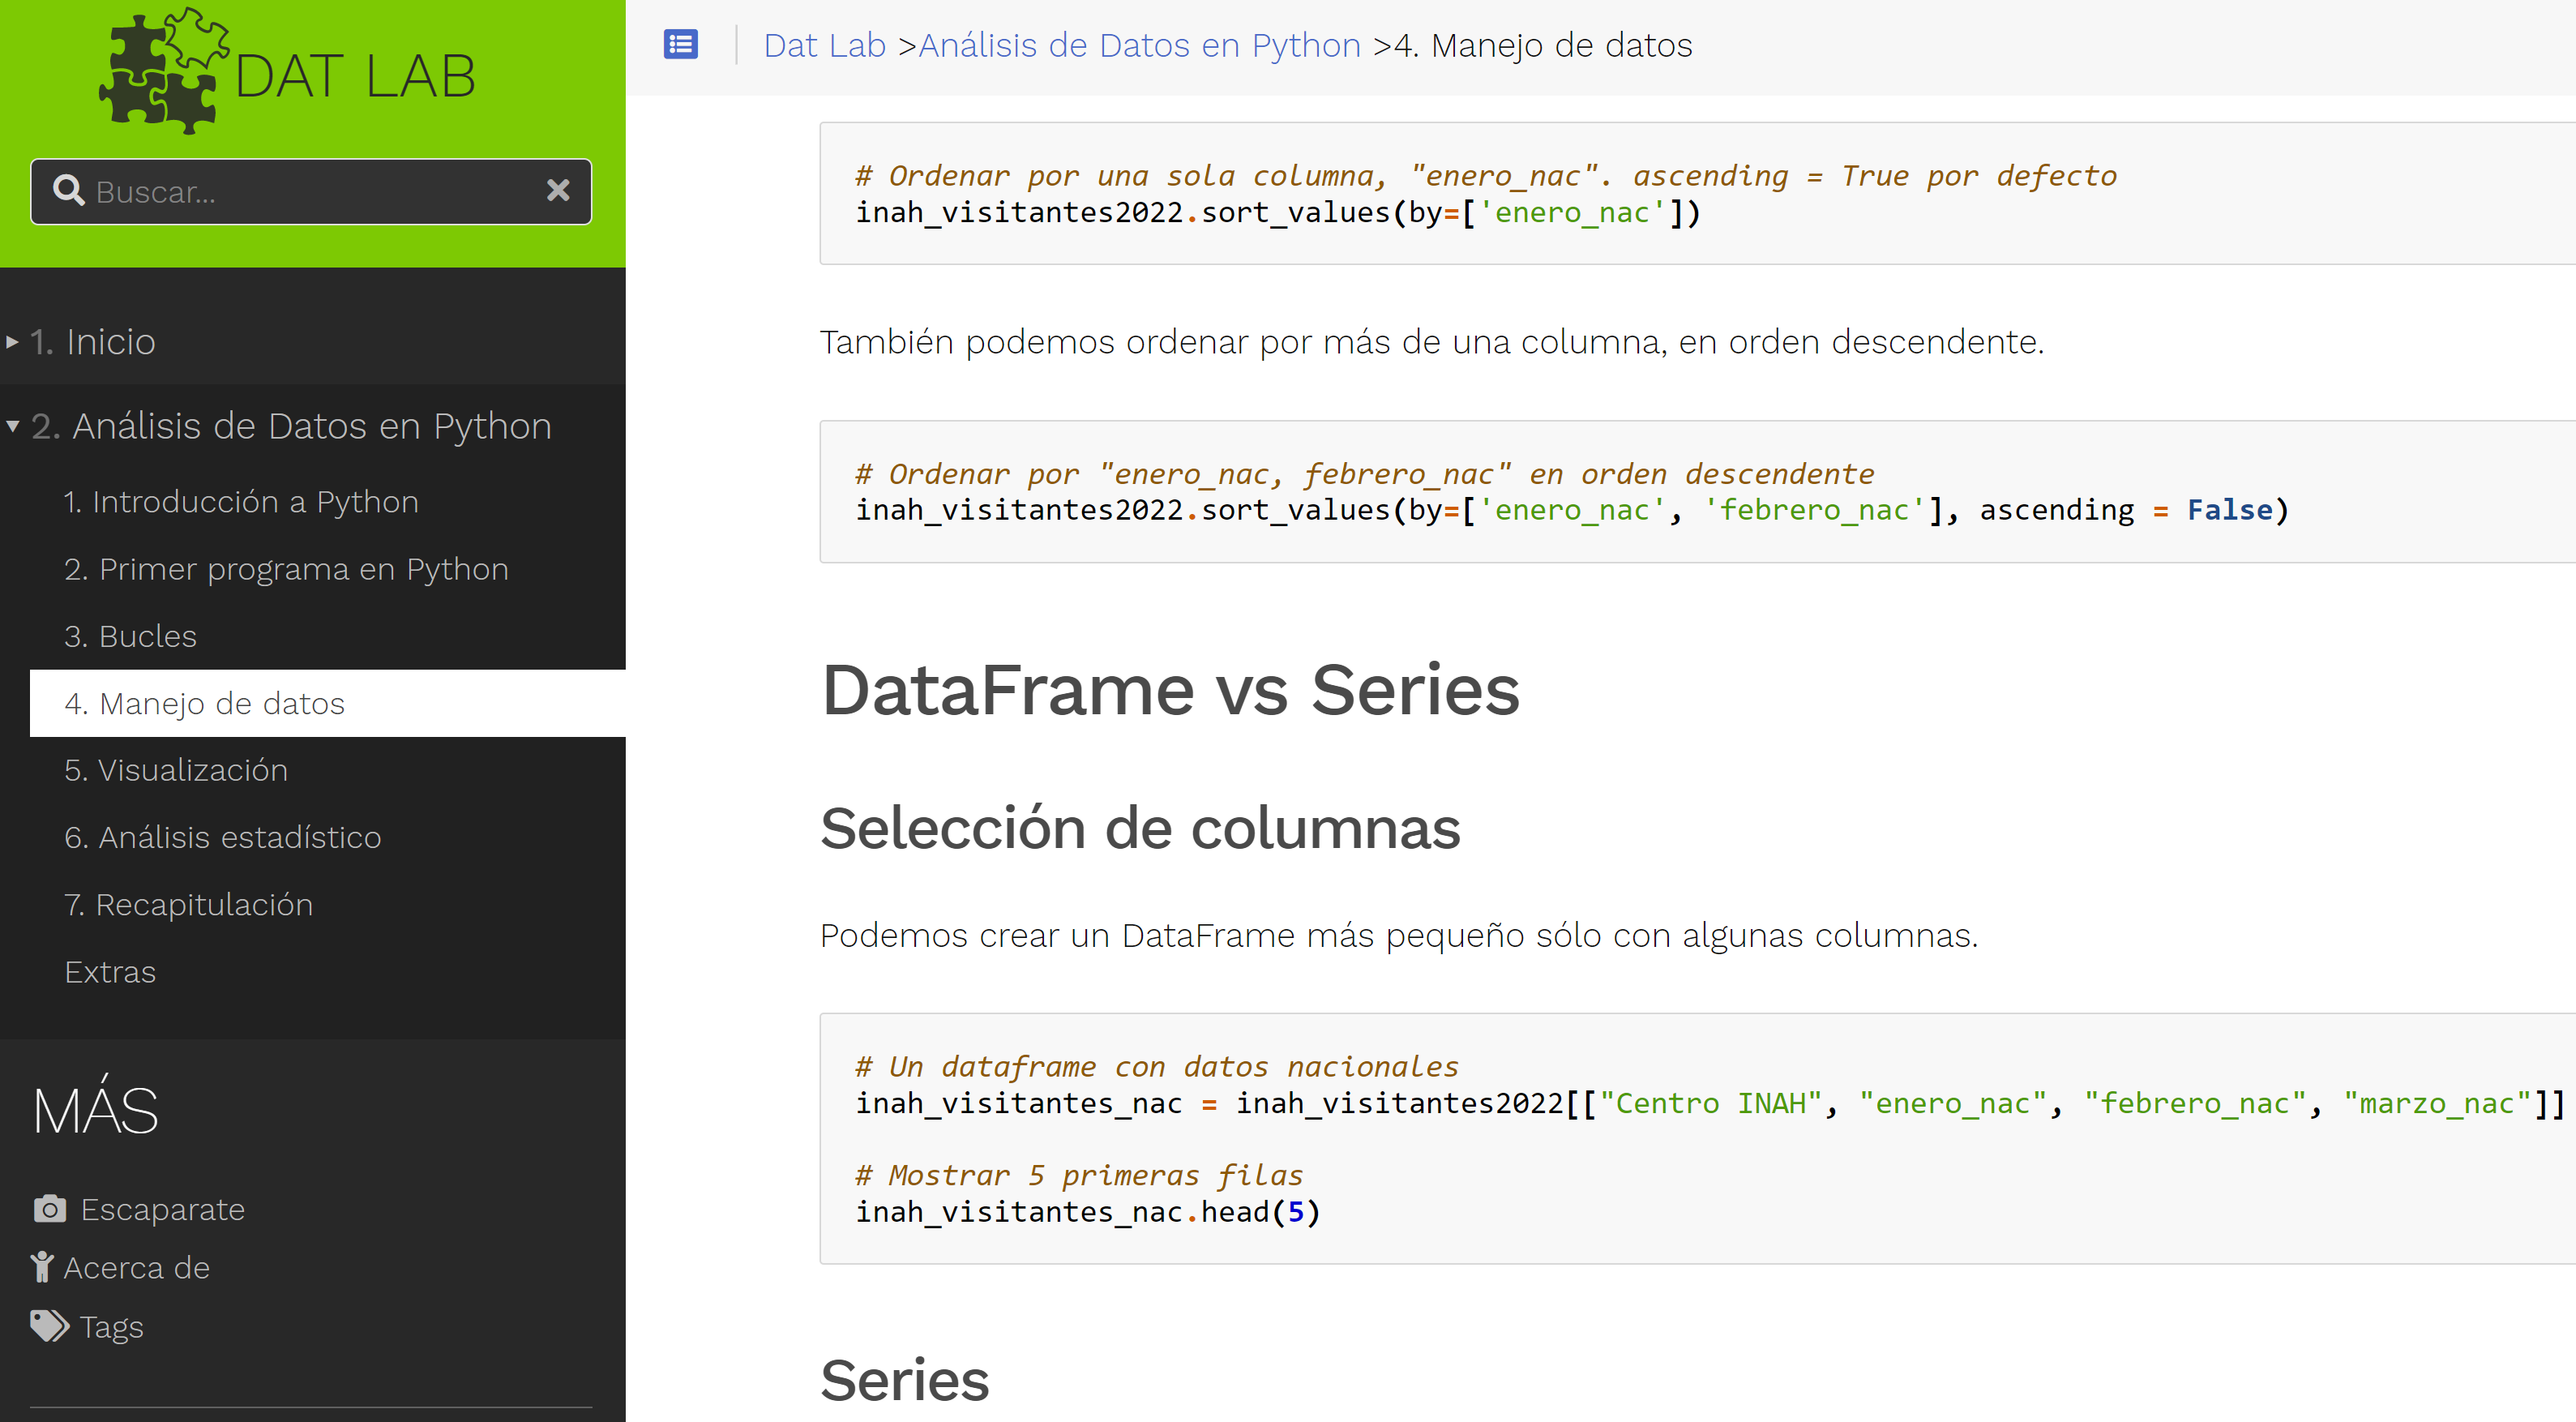 DAT LAB
Buscar...
1. Inicio
2. Análisis de Datos en Python
1. Introducción a Python
2. Primer programa en Python
3. Bucles
4. Manejo de datos
5. Visualización
6. Análisis estadístico
7. Recapitulación
Extras
MÁS
Escaparate
Acerca de
Tags
Dat Lab >Análisis de Datos en Python >4. Manejo de datos
# Ordenar por una sola columna, "enero_nac". ascending = True por defecto
inah_visitantes2022.sort_values(by=['enero_nac'])
También podemos ordenar por más de una columna, en orden descendente.
# Ordenar por "enero_nac, febrero_nac" en orden descendente
inah_visitantes2022.sort_values(by=['enero_nac', 'febrero_nac'], ascending = False)
DataFrame vs Series
Selección de columnas
Podemos crear un DataFrame más pequeño sólo con algunas columnas.
# Un dataframe con datos nacionales
inah_visitantes_nac = inah_visitantes2022[["Centro INAH", "enero_nac", "febrero_nac", "marzo_nac"]]
# Mostrar 5 primeras filas
inah_visitantes_nac.head(5)
Series